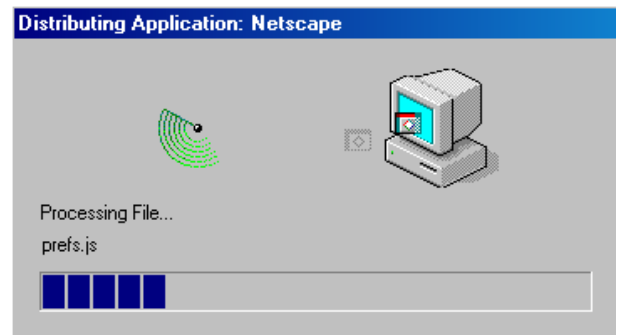 Distributing Application: Netscape
Processing File...
prefs.js